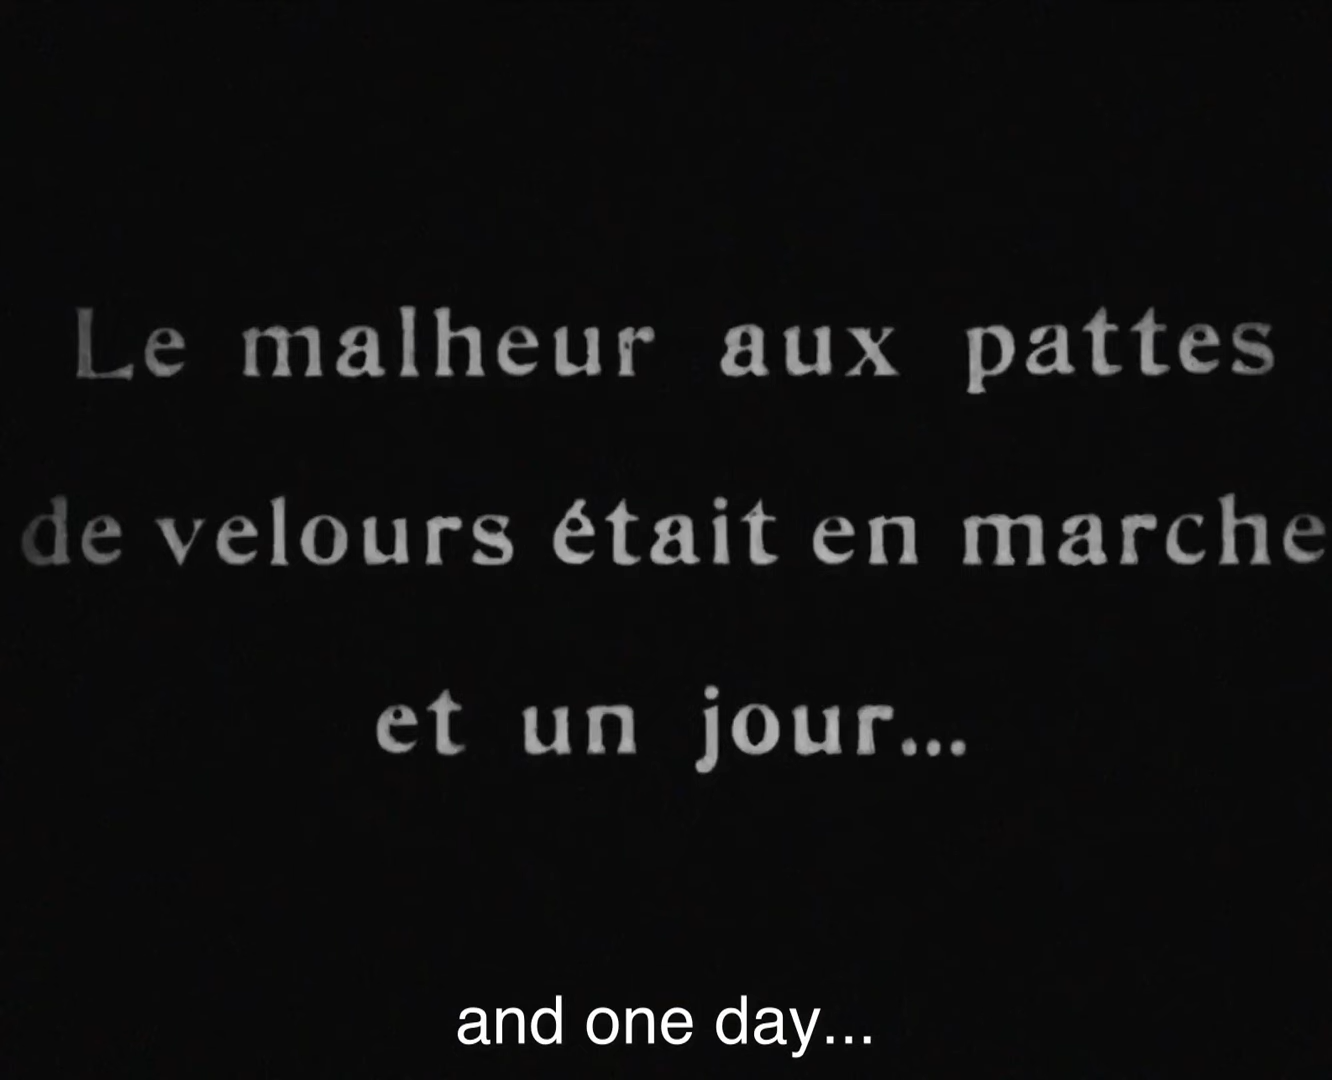 Le malheur aux pattes
de velours était en marche
et un jour...
and one day...